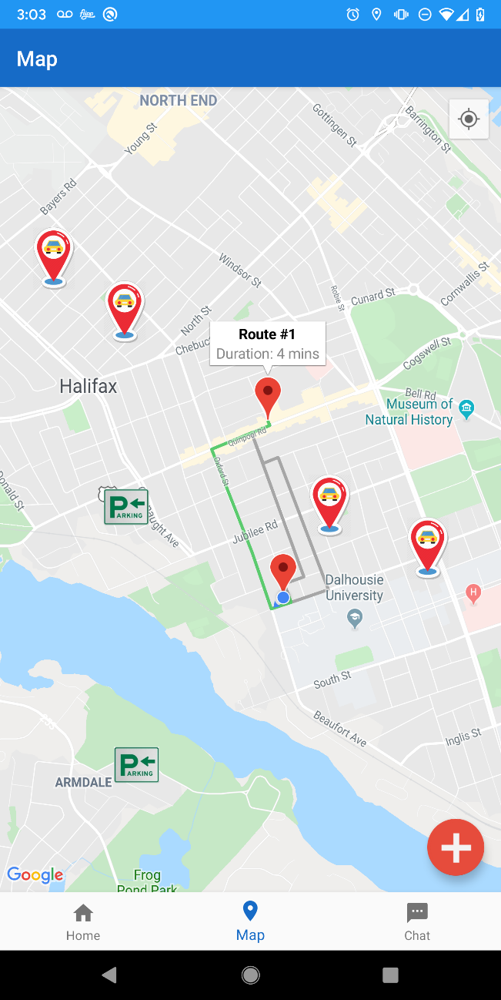 3:03
flipp
Map
NORTH END
Gottingen St
Barrington St
Young St
Bayers Rd
Windsor St
Robie St
Cunard St
Cornwallis St
North St
Chebuc
Route #1
Duration: 4 mins
Cogswell St
Halifax
Bell Rd
Museum of
Natural History
Quinpool Rd
Oxford St
Donald St
PARKING
naught Ave
Jubilee Rd
Dalhousie
University
H
South St
Beaufort Ave
Inglis St
PARKING
ARMDALE
Google
Frog
Pond Park
Home
Map
Chat